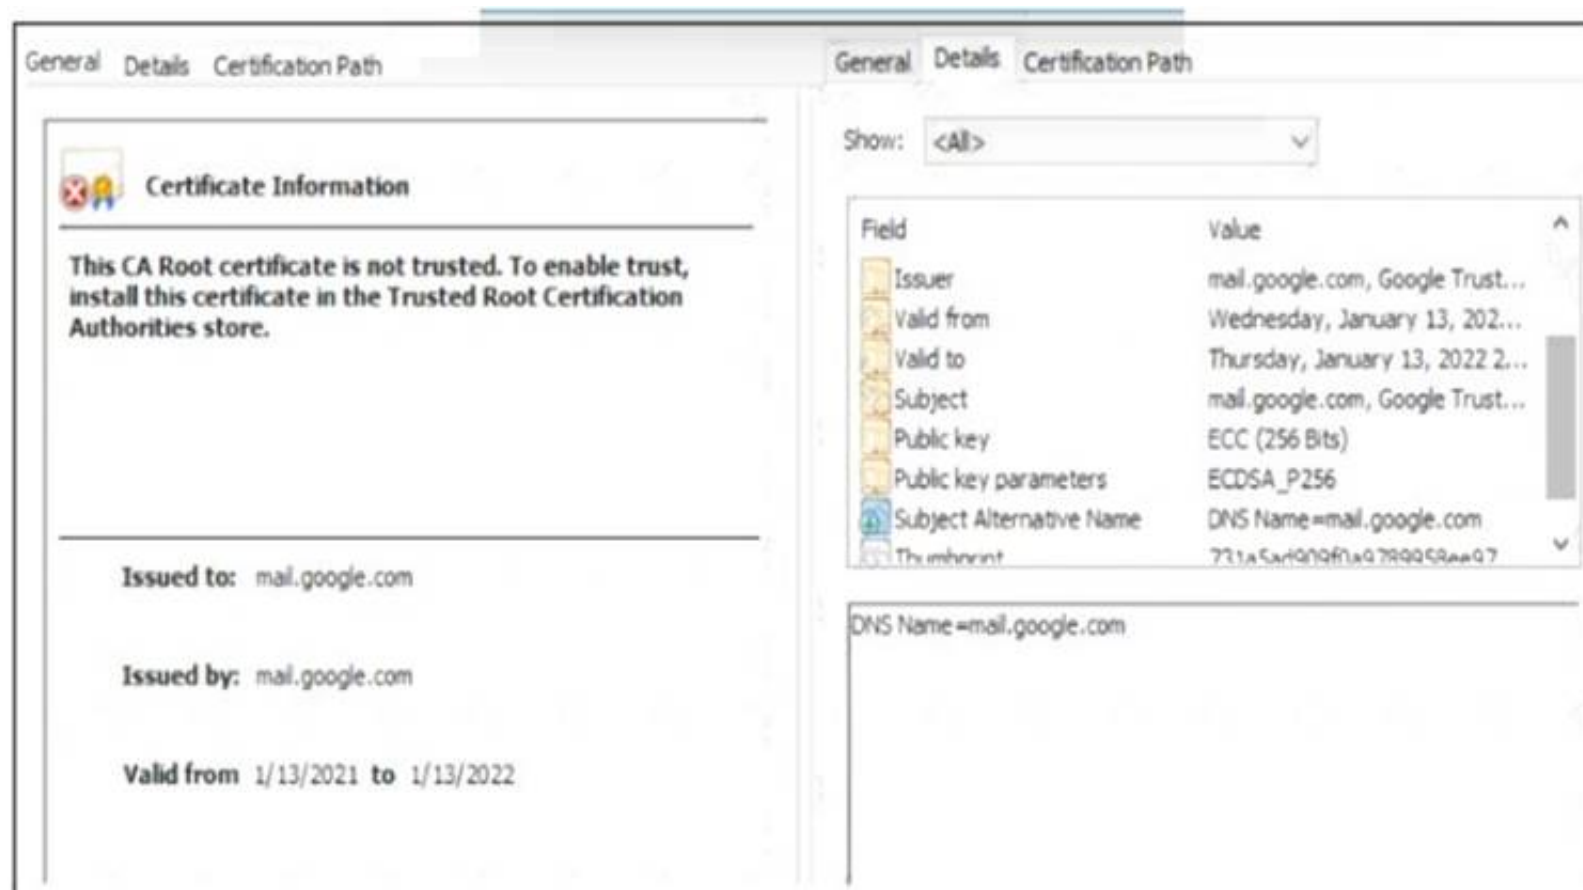 General Details Certification Path
Certificate Information
This CA Root certificate is not trusted. To enable trust,
install this certificate in the Trusted Root Certification
Authorities store.
Issued to: mail.google.com
Issued by: mail.google.com
Valid from 1/13/2021 to 1/13/2022
General Details Certification Path
Show: <All>
Field Value
Issuer mail.google.com, Google Trust...
Valid from Wednesday, January 13, 202...
Valid to Thursday, January 13, 2022 2...
Subject mail.google.com, Google Trust...
Public key ECC (256 Bits)
Public key parameters ECDSA_P256
Subject Alternative Name DNS Name=mail.google.com
Thumbprint
DNS Name=mail.google.com